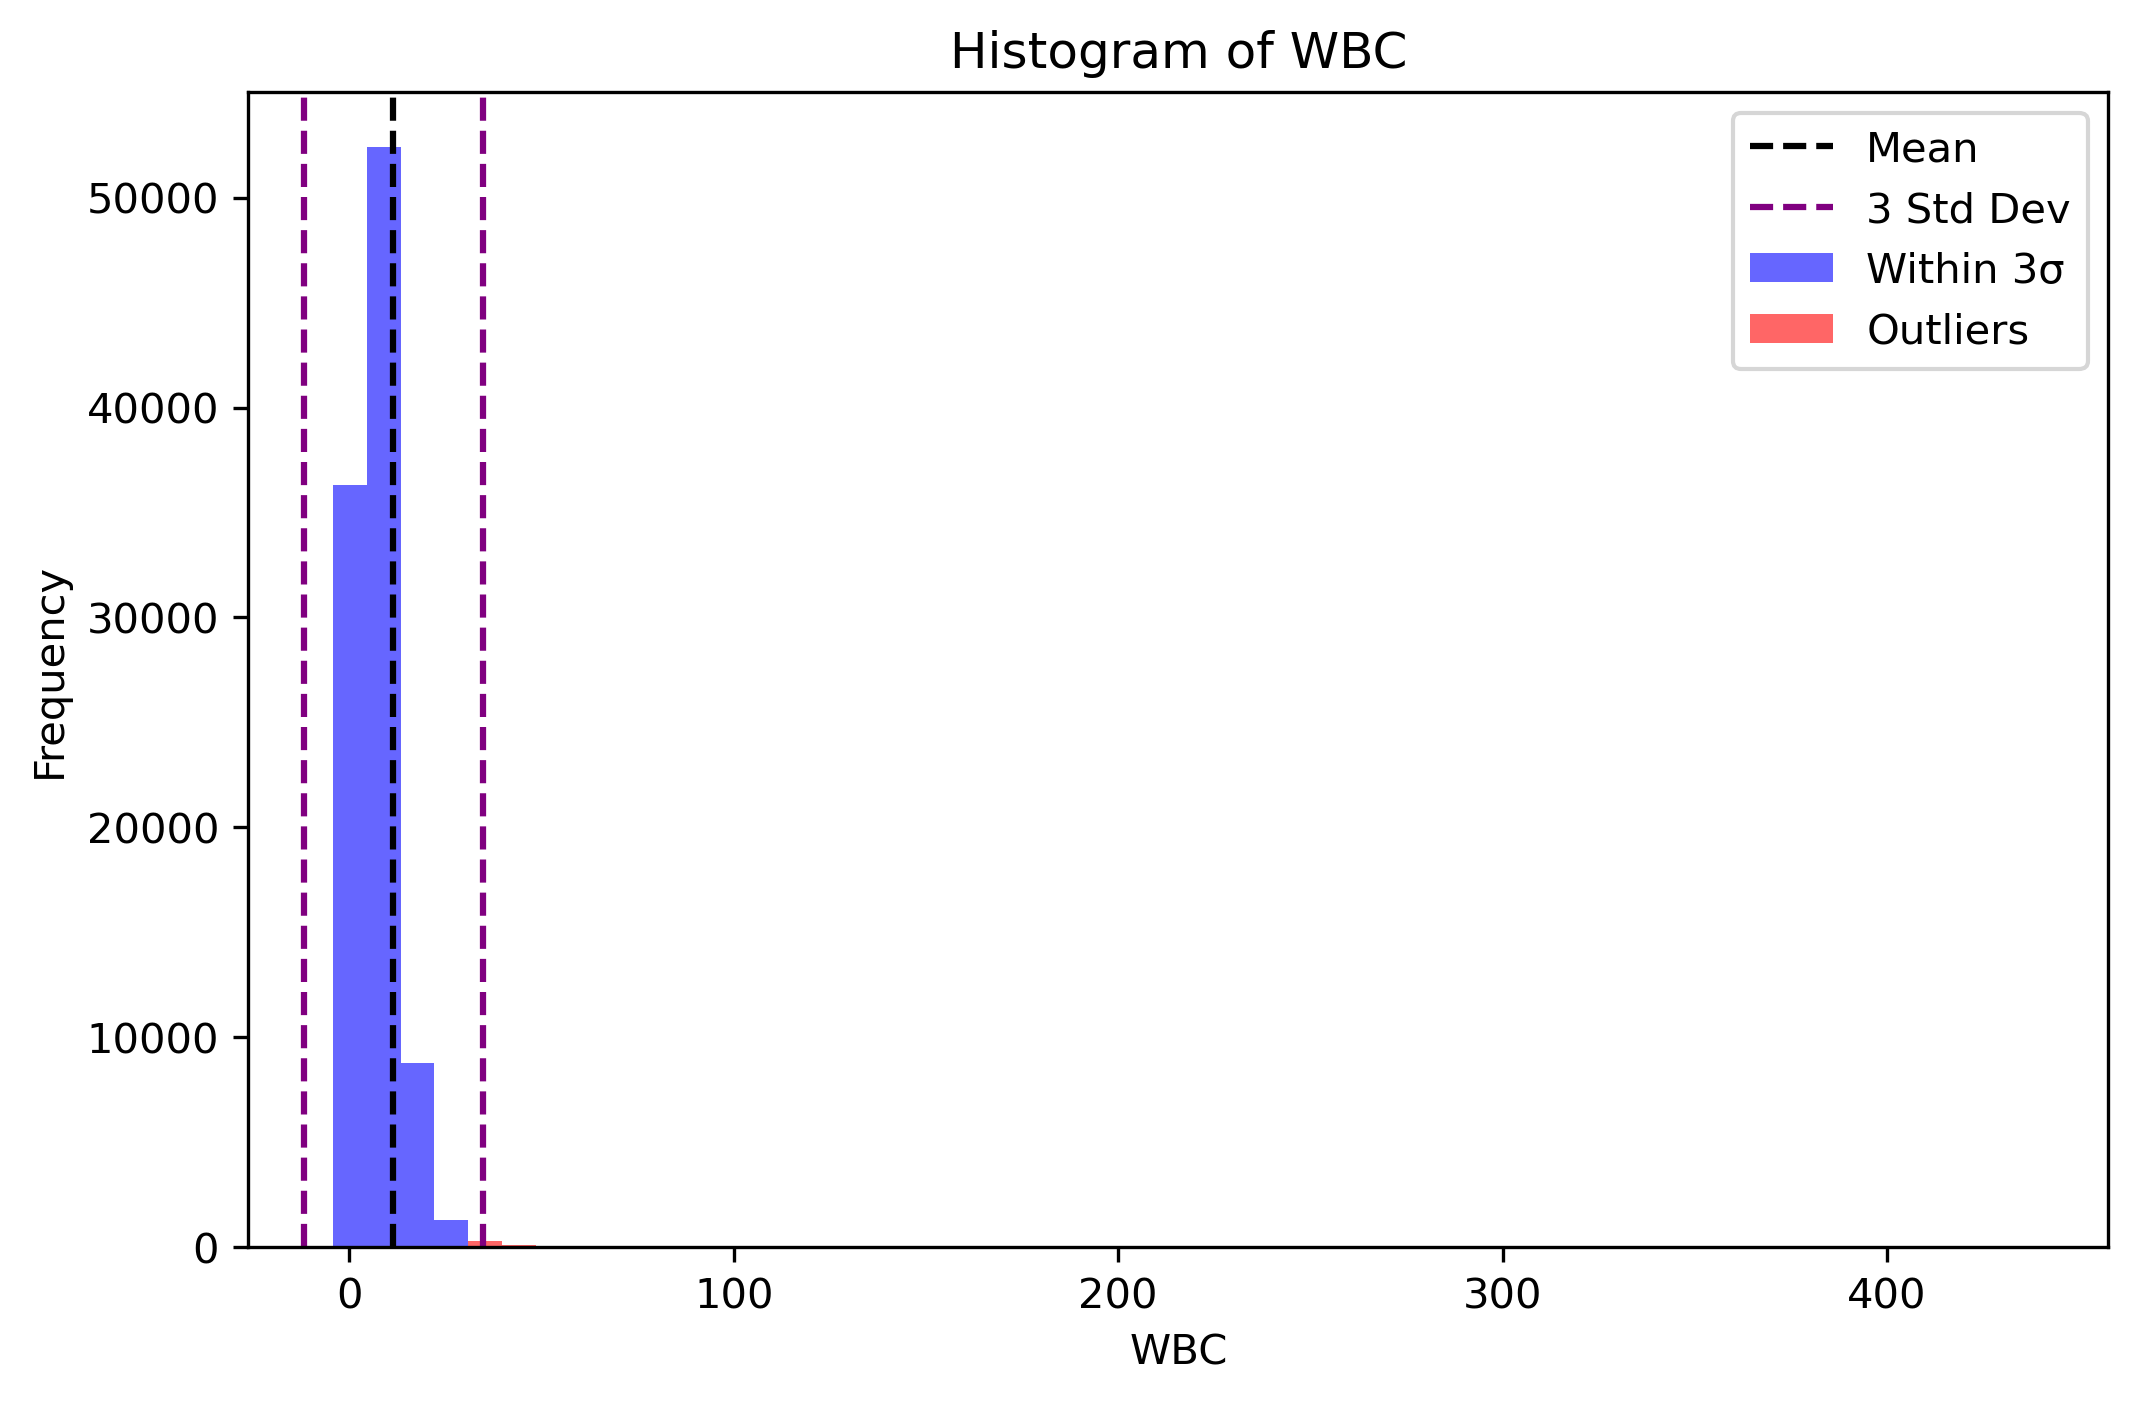 Histogram of WBC
Mean
3 Std Dev
Within 3σ
Outliers
Frequency
50000
40000
30000
20000
10000
0
0 100 200 300 400
WBC